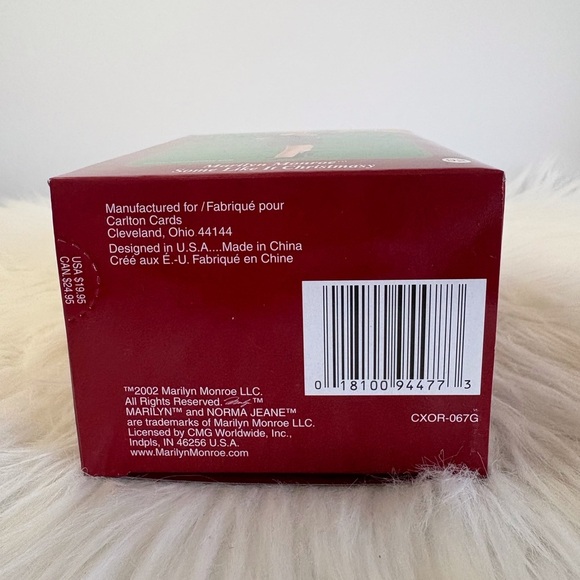 Marilyn Monroe
Some Like It Christmasy
Manufactured for / Fabriqué pour
Carlton Cards
Cleveland, Ohio 44144
Designed in U.S.A....Made in China
Créé aux É.-U. Fabriqué en Chine
USA $19.95
CAN $24.95
™2002 Marilyn Monroe LLC.
All Rights Reserved. ™
MARILYN™ and NORMA JEANE™
are trademarks of Marilyn Monroe LLC.
Licensed by CMG Worldwide, Inc.,
Indpls, IN 46256 U.S.A.
www.MarilynMonroe.com
0 18100 94477 3
CXOR-067G